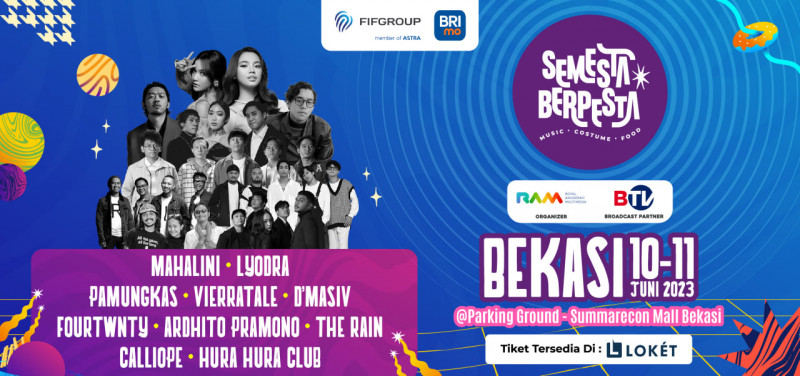 FIFGROUP
member of ASTRA
BRI
mo
SEMESTA
BERPESTA
MUSIC • COSTUME • FOOD
RAM
ORGANIZER
BTV
BROADCAST PARTNER
MAHALINI • LYODRA
PAMUNGKAS • VIERRATALE • D'MASIV
FOURTWNTY • ARDHITO PRAMONO • THE RAIN
CALLIOPE • HURA HURA CLUB
BEKASI 10-11
JUNI 2023
@Parking Ground - Summarecon Mall Bekasi
Tiket Tersedia Di : LOKÉT